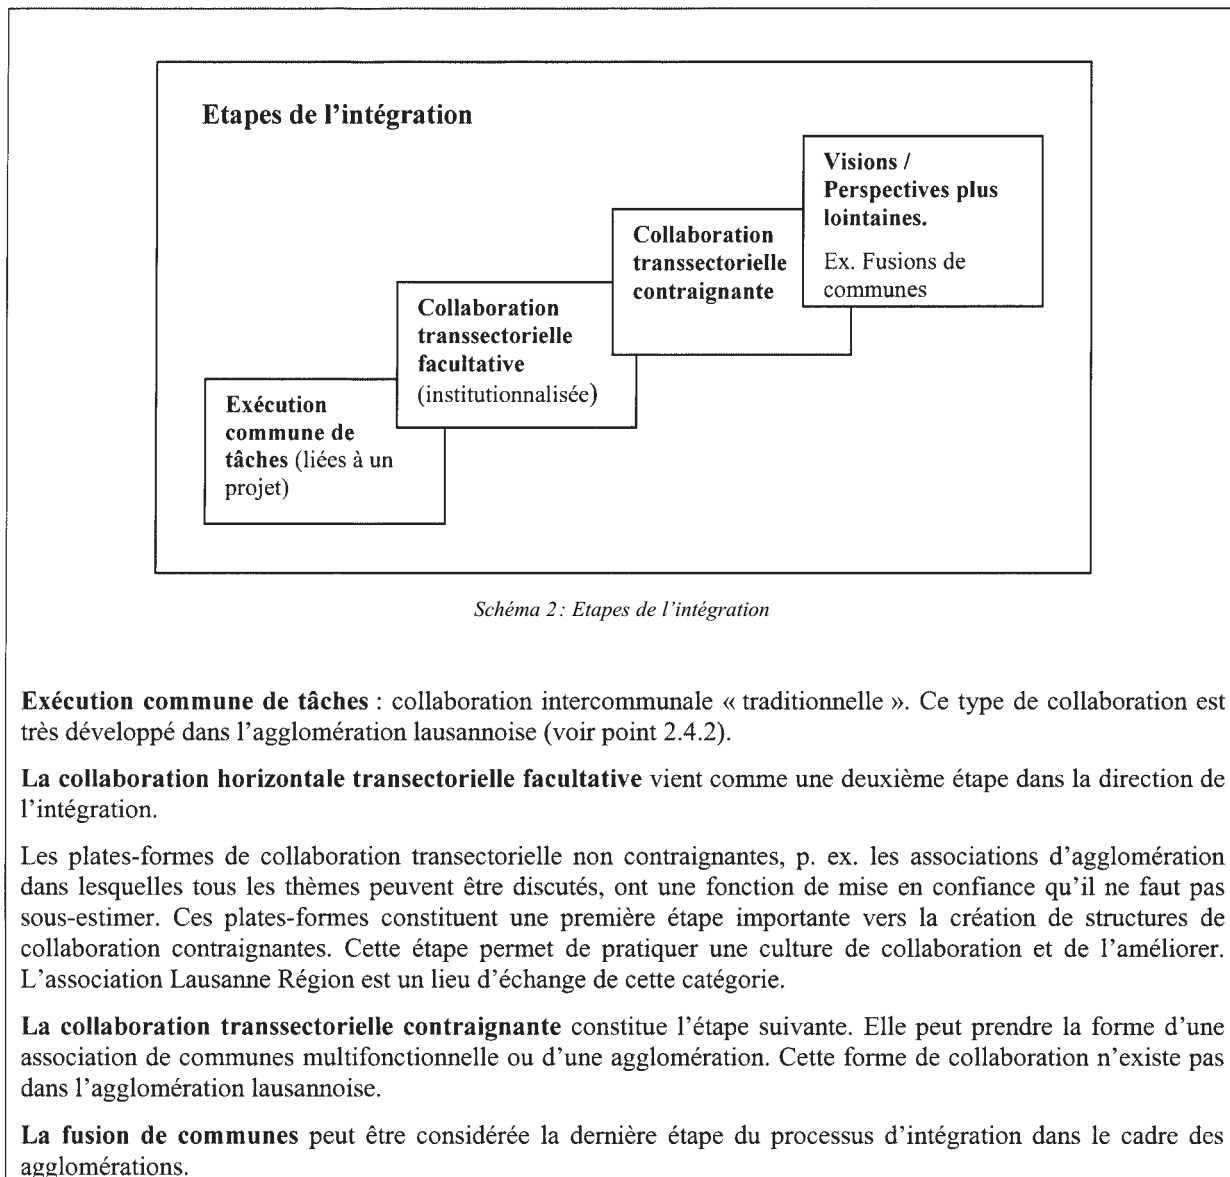 Etapes de l’intégration
Exécution
commune de
tâches (liées à un
projet)
Collaboration
transsectorielle
facultative
(institutionnalisée)
Collaboration
transsectorielle
contraignante
Visions /
Perspectives plus
lointaines.
Ex. Fusions de
communes
Schéma 2 : Etapes de l’intégration
Exécution commune de tâches : collaboration intercommunale « traditionnelle ». Ce type de collaboration est
très développé dans l’agglomération lausannoise (voir point 2.4.2).
La collaboration horizontale transectorielle facultative vient comme une deuxième étape dans la direction de
l’intégration.
Les plates-formes de collaboration transectorielle non contraignantes, p. ex. les associations d’agglomération
dans lesquelles tous les thèmes peuvent être discutés, ont une fonction de mise en confiance qu’il ne faut pas
sous-estimer. Ces plates-formes constituent une première étape importante vers la création de structures de
collaboration contraignantes. Cette étape permet de pratiquer une culture de collaboration et de l’améliorer.
L’association Lausanne Région est un lieu d’échange de cette catégorie.
La collaboration transsectorielle contraignante constitue l’étape suivante. Elle peut prendre la forme d’une
association de communes multifonctionnelle ou d’une agglomération. Cette forme de collaboration n’existe pas
dans l’agglomération lausannoise.
La fusion de communes peut être considérée la dernière étape du processus d’intégration dans le cadre des
agglomérations.